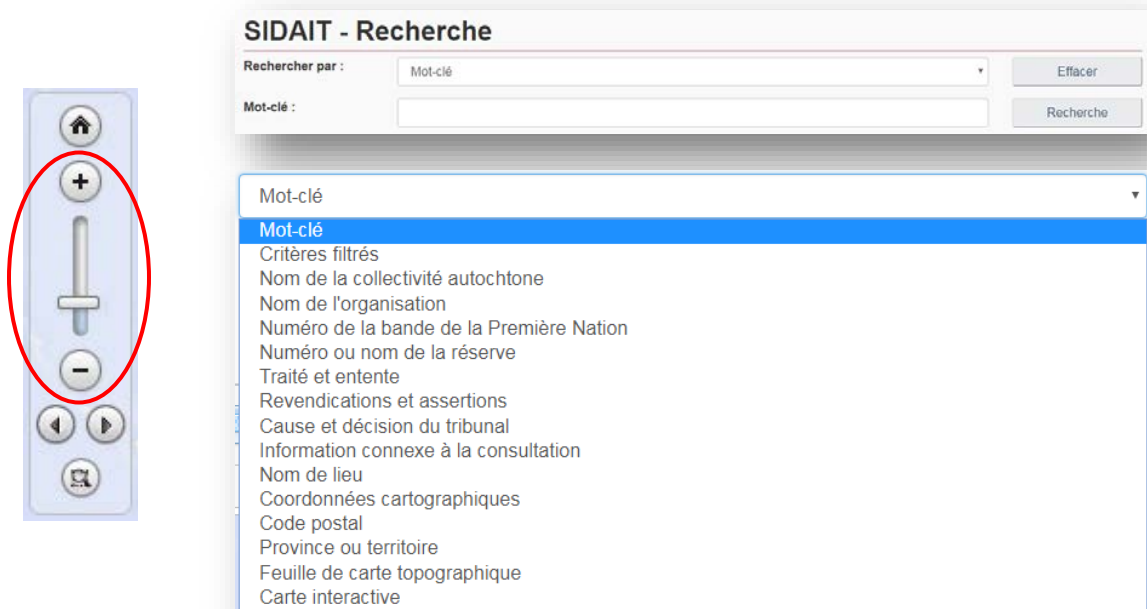 SIDAIT - Recherche
Rechercher par : Mot-clé Effacer
Mot-clé : Recherche
Mot-clé
Mot-clé
Critères filtrés
Nom de la collectivité autochtone
Nom de l'organisation
Numéro de la bande de la Première Nation
Numéro ou nom de la réserve
Traité et entente
Revendications et assertions
Cause et décision du tribunal
Information connexe à la consultation
Nom de lieu
Coordonnées cartographiques
Code postal
Province ou territoire
Feuille de carte topographique
Carte interactive